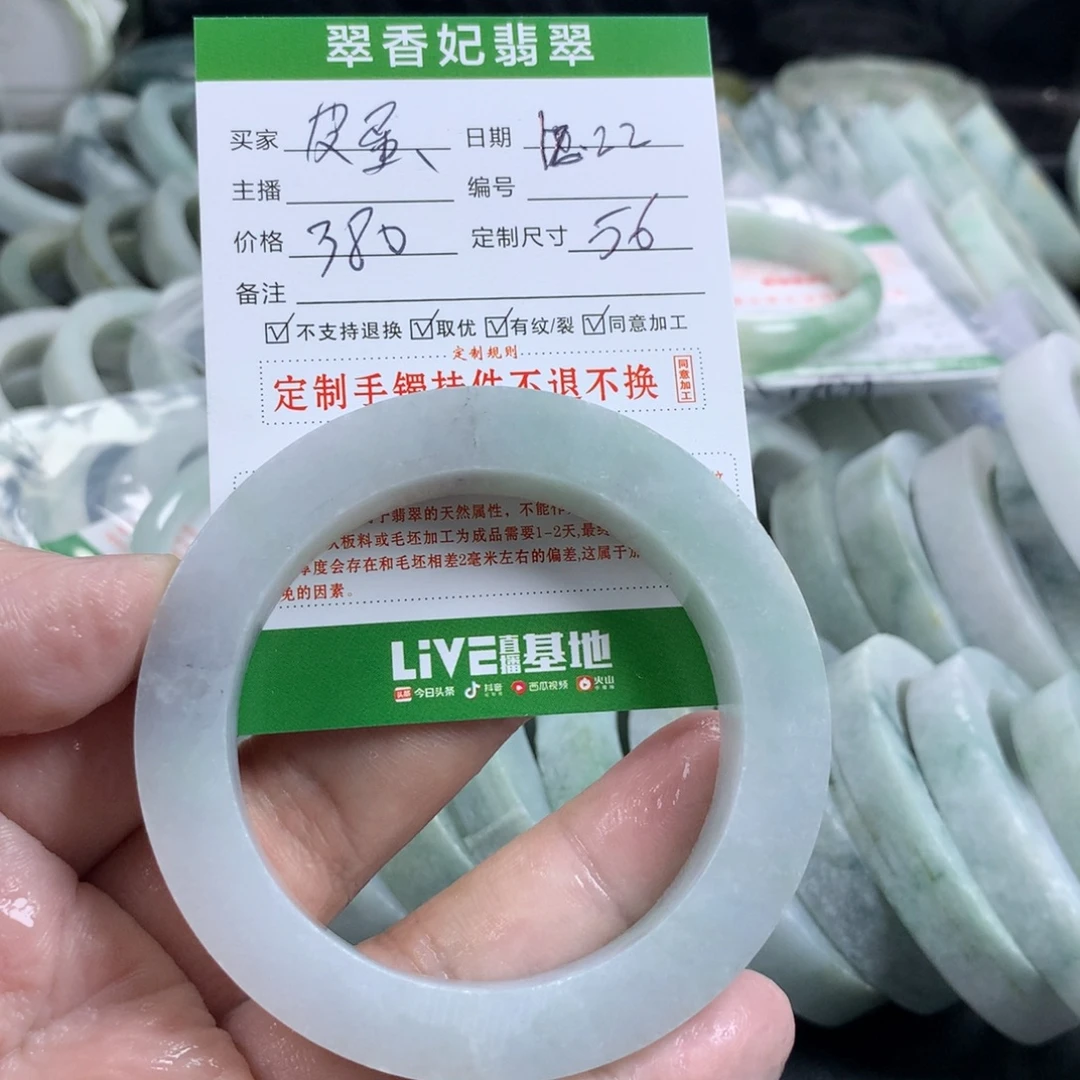 翠香妃翡翠
买家 皮蛋、 日期 22
主播 编号
价格 380 定制尺寸 56
备注
☑不支持退换 ☑取优 ☑有纹/裂 ☑同意加工
定制规则
定制手镯挂件不退不换 同意加工
翡翠的天然属性，不能作
板料或毛坯加工为成品需要1-2天,最终
厚度会存在和毛坯相差2毫米左右的偏差,这属于
免的因素。
LiVE直播基地
头条 今日头条 抖音 西瓜视频 火山